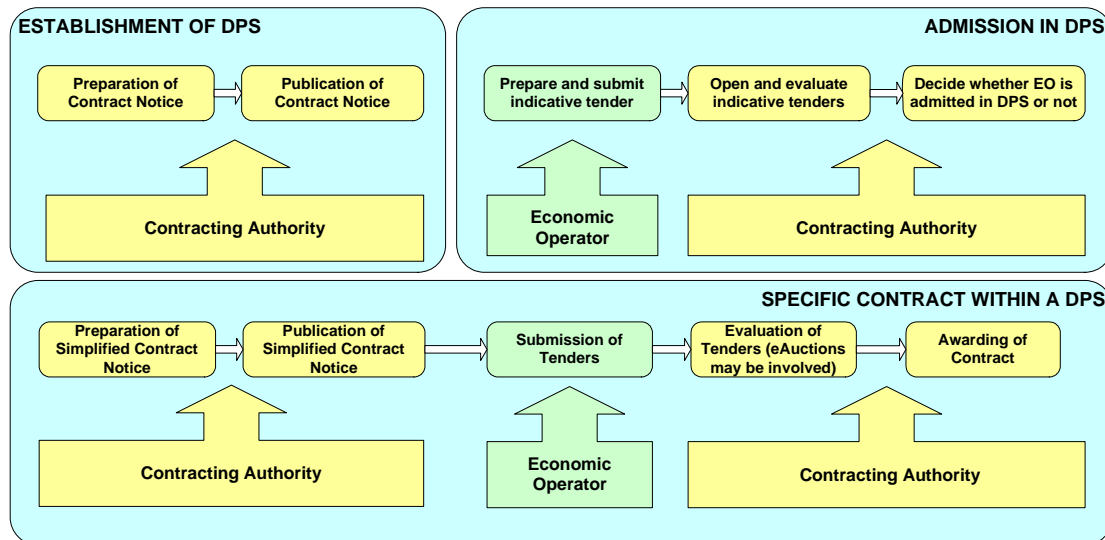 ESTABLISHMENT OF DPS
Preparation of
Contract Notice
Publication of
Contract Notice
Contracting Authority
ADMISSION IN DPS
Prepare and submit
indicative tender
Open and evaluate
indicative tenders
Decide whether EO is
admitted in DPS or not
Economic
Operator
Contracting Authority
SPECIFIC CONTRACT WITHIN A DPS
Preparation of
Simplified Contract
Notice
Publication of
Simplified Contract
Notice
Submission of
Tenders
Evaluation of
Tenders (eAuctions
may be involved)
Awarding of
Contract
Contracting Authority
Economic
Operator
Contracting Authority